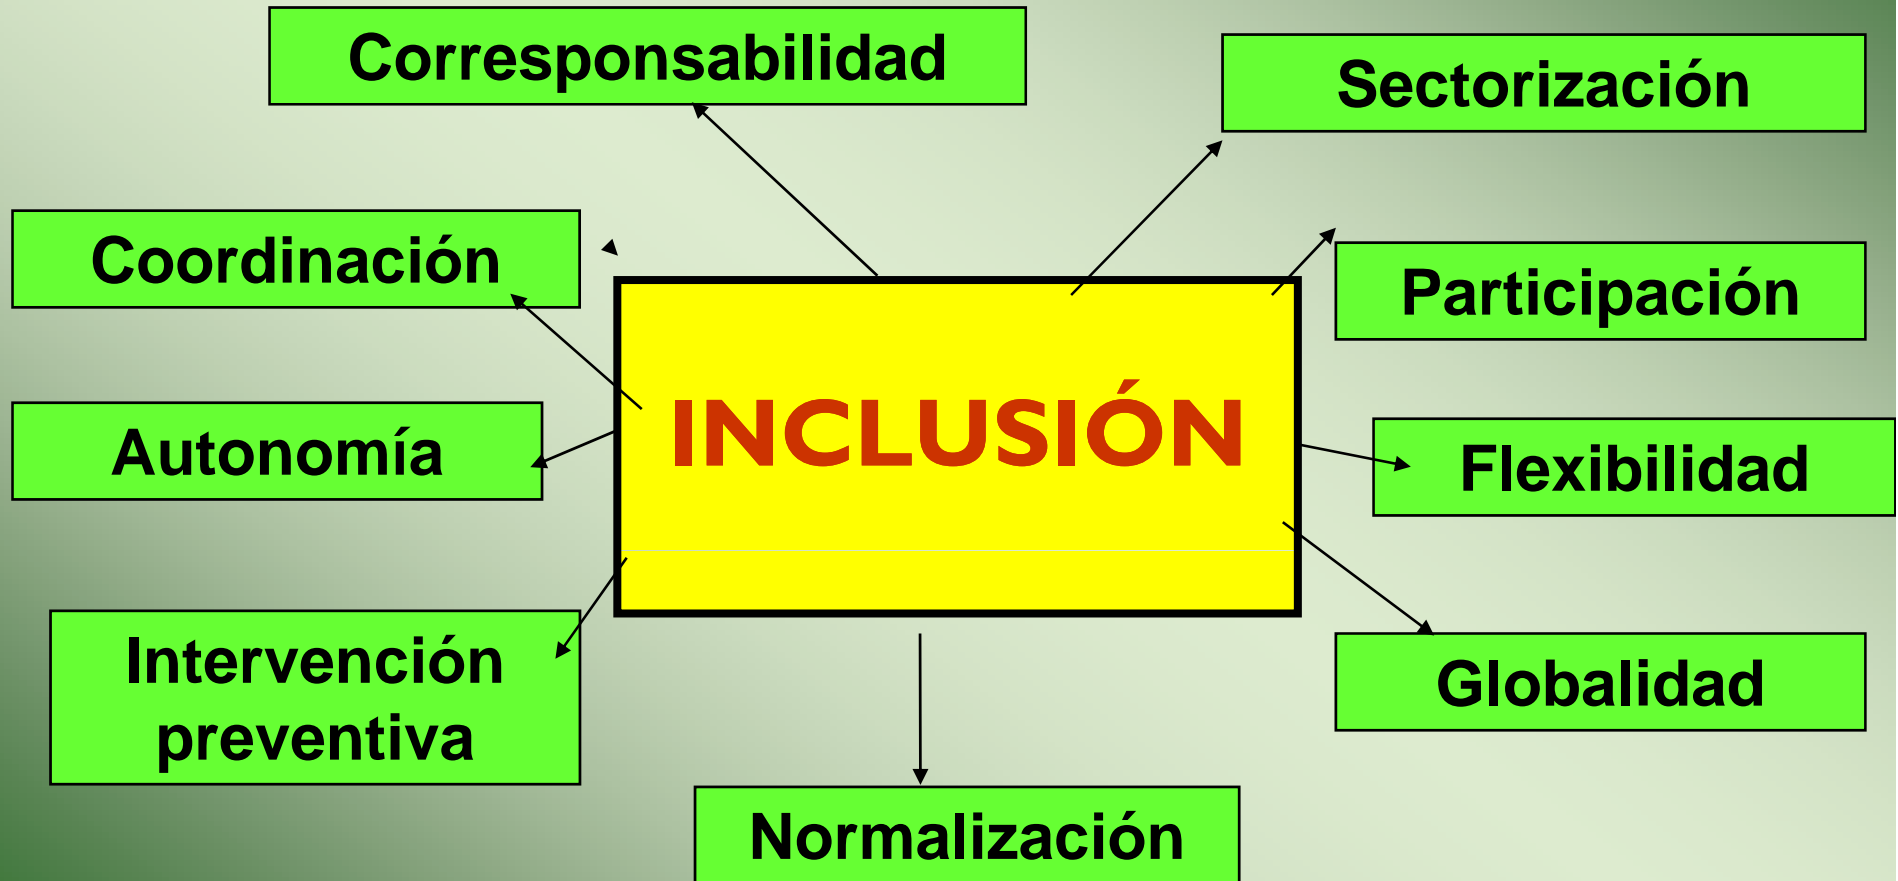 Corresponsabilidad
Sectorización
Coordinación
Participación
INCLUSIÓN
Autonomía
Flexibilidad
Intervención
preventiva
Globalidad
Normalización